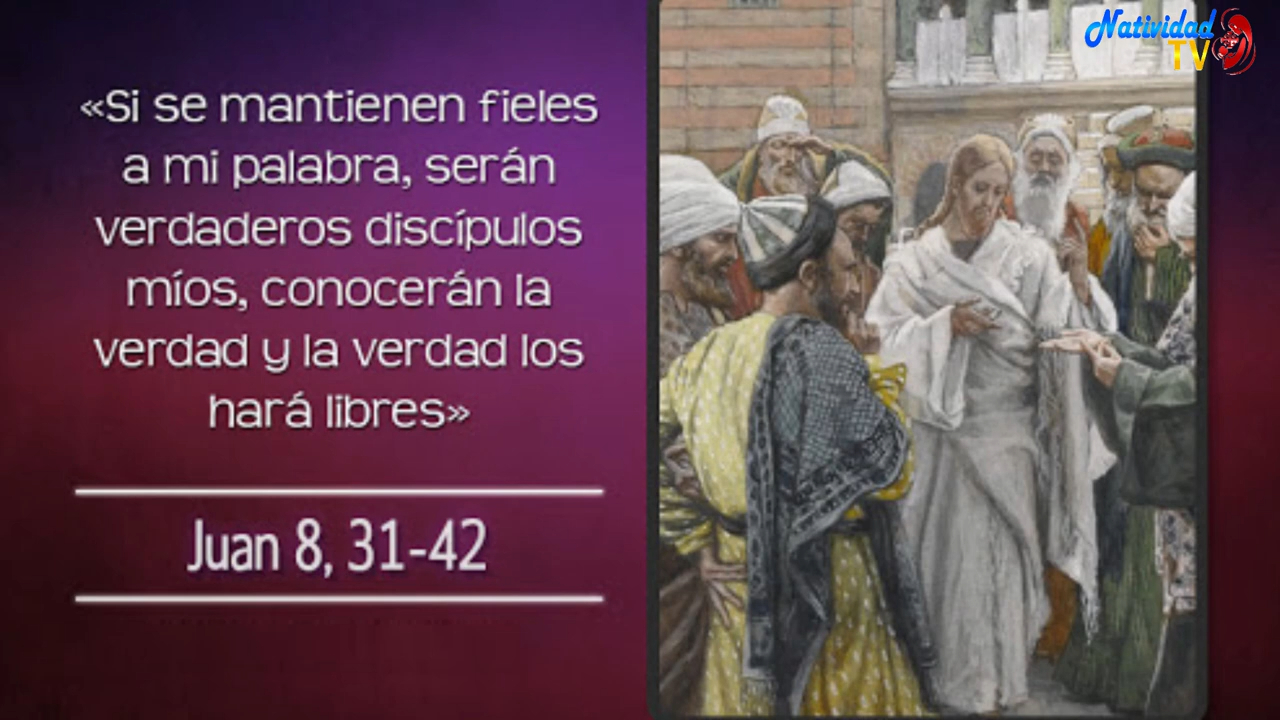 «Si se mantienen fieles
a mi palabra, serán
verdaderos discípulos
míos, conocerán la
verdad y la verdad los
hará libres»
Juan 8, 31-42
Natividad
TV